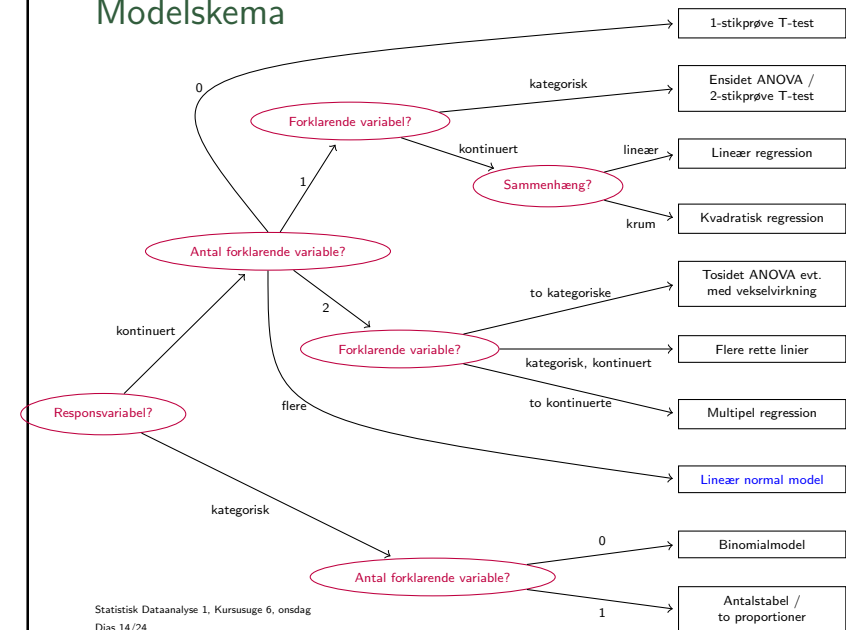 Modelskema
1-stikprøve T-test
0
kategorisk
Ensidet ANOVA /
2-stikprøve T-test
Forklarende variabel?
kontinuert
lineær
Lineær regression
1
Sammenhæng?
krum
Kvadratisk regression
Antal forklarende variable?
to kategoriske
Tosidet ANOVA evt.
med vekselvirkning
2
kontinuert
Forklarende variable?
kategorisk, kontinuert
Flere rette linier
to kontinuerte
Multipel regression
flere
Responsvariabel?
Lineær normal model
kategorisk
0
Binomialmodel
Antal forklarende variable?
1
Antalstabel /
to proportioner
Statistisk Dataanalyse 1, Kursusuge 6, onsdag
Dias 14/24